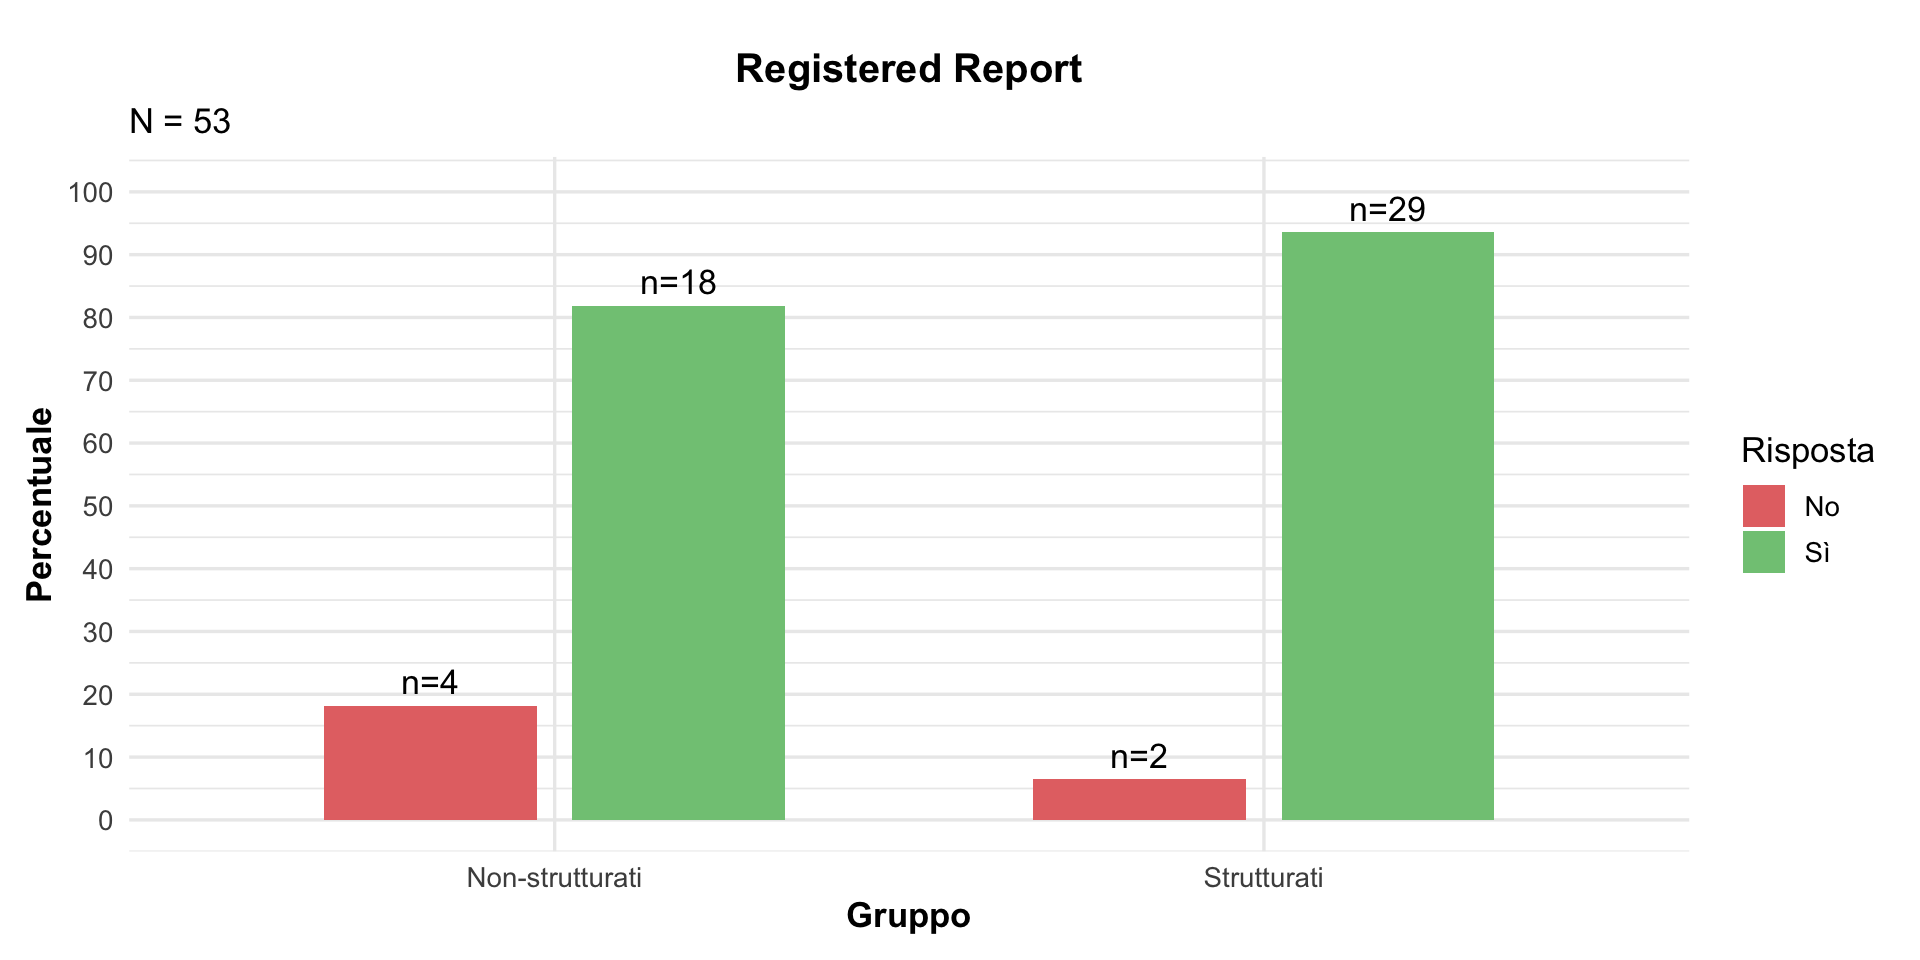 Registered Report
N = 53
Percentuale
100
90
80
70
60
50
40
30
20
10
0
n=4
n=18
n=2
n=29
Non-strutturati
Strutturati
Gruppo
Risposta
No
Sì